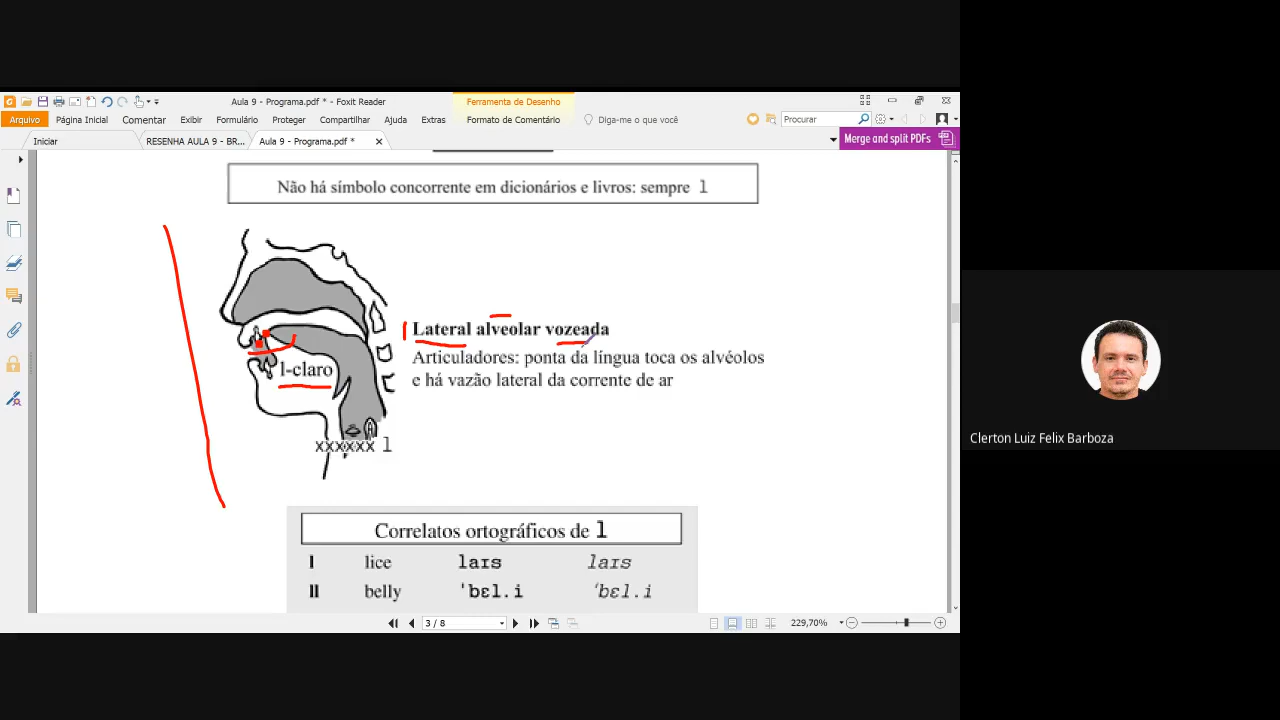 Aula 9 - Programa.pdf * - Foxit Reader
Ferramenta de Desenho
Arquivo Página Inicial Comentar Exibir Formulário Proteger Compartilhar Ajuda Extras Formato de Comentário Diga-me o que você Procurar
Iniciar RESENHA AULA 9 - BR... Aula 9 - Programa.pdf * Merge and split PDFs
Não há símbolo concorrente em dicionários e livros: sempre l
Lateral alveolar vozeada
Articuladores: ponta da língua toca os alvéolos
e há vazão lateral da corrente de ar
l-claro
xxxxxx l
Correlatos ortográficos de l
I lice laɪs laɪs
II belly ˈbɛl.i ˈbɛl.i
3 / 8 229,70%
Clerton Luiz Felix Barboza